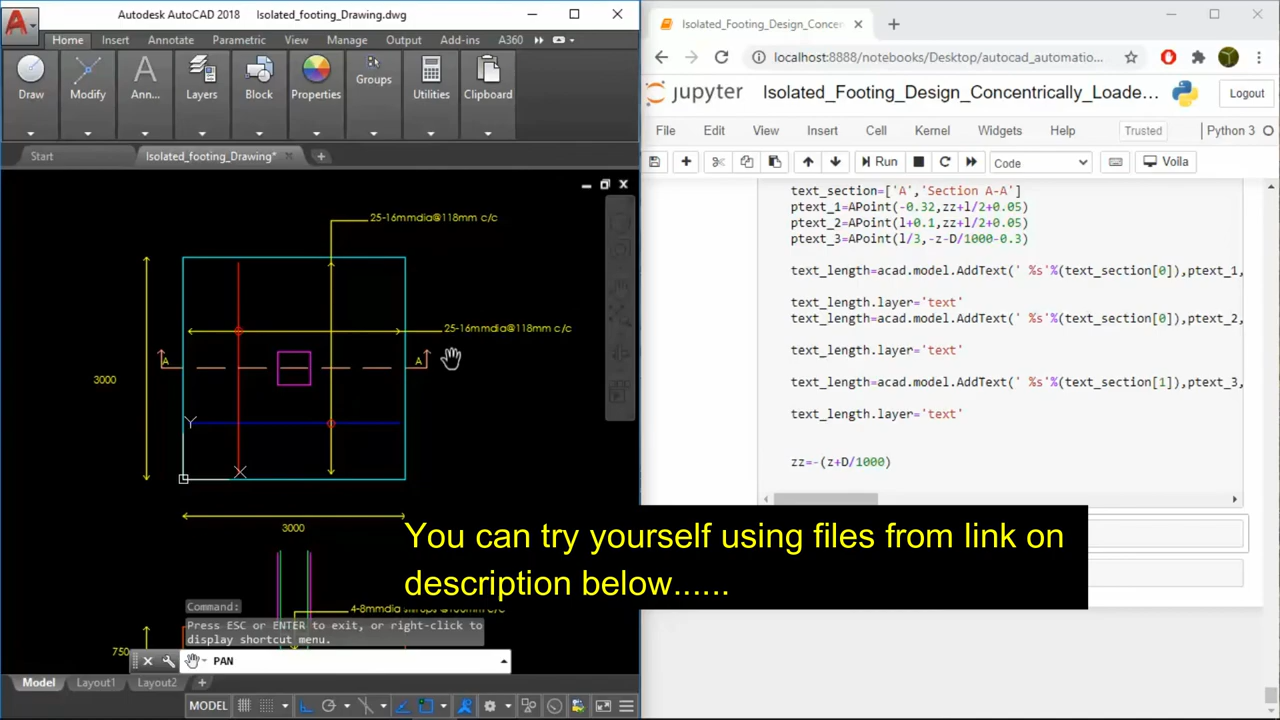 Autodesk AutoCAD 2018 Isolated_footing_Drawing.dwg
Home Insert Annotate Parametric View Manage Output Add-ins A360
Draw Modify Ann... Layers Block Properties Groups Utilities Clipboard
Start Isolated_footing_Drawing*
25-16mmdia@118mm c/c
25-16mmdia@118mm c/c
A A
3000
Y
X
3000
750
Command:
Press ESC or ENTER to exit, or right-click to
display shortcut menu.
PAN
Model Layout1 Layout2
MODEL
Isolated_Footing_Design_Concen
localhost:8888/notebooks/Desktop/autocad_automatio...
jupyter Isolated_Footing_Design_Concentrically_Loade... Logout
File Edit View Insert Cell Kernel Widgets Help Trusted Python 3
Run Code Voila
text_section=['A','Section A-A']
ptext_1=APoint(-0.32,zz+l/2+0.05)
ptext_2=APoint(l+0.1,zz+l/2+0.05)
ptext_3=APoint(l/3,-z-D/1000-0.3)
text_length=acad.model.AddText(' %s'%(text_section[0]),ptext_1,
text_length.layer='text'
text_length=acad.model.AddText(' %s'%(text_section[0]),ptext_2,
text_length.layer='text'
text_length=acad.model.AddText(' %s'%(text_section[1]),ptext_3,
text_length.layer='text'
zz=-(z+D/1000)
You can try yourself using files from link on
description below......